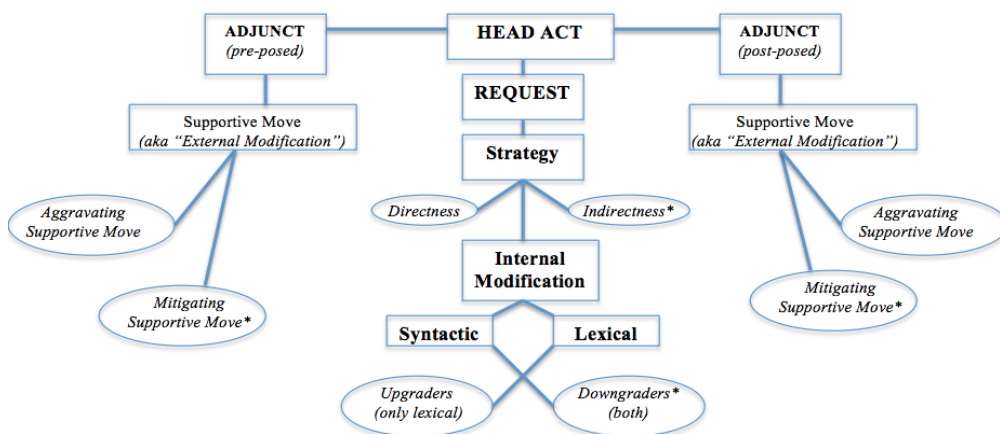 ADJUNCT
(pre-posed)
HEAD ACT
ADJUNCT
(post-posed)
REQUEST
Supportive Move
(aka “External Modification”)
Strategy
Supportive Move
(aka “External Modification”)
Aggravating
Supportive Move
Directness
Indirectness*
Aggravating
Supportive Move
Internal
Modification
Mitigating
Supportive Move*
Mitigating
Supportive Move*
Syntactic
Lexical
Upgraders
(only lexical)
Downgraders*
(both)